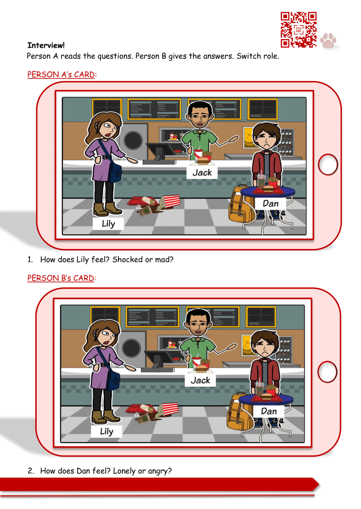 Interview!
Person A reads the questions. Person B gives the answers. Switch role.
PERSON A's CARD:
Jack
Dan
Lily
1. How does Lily feel? Shocked or mad?
PERSON B's CARD:
Jack
Dan
Lily
2. How does Dan feel? Lonely or angry?